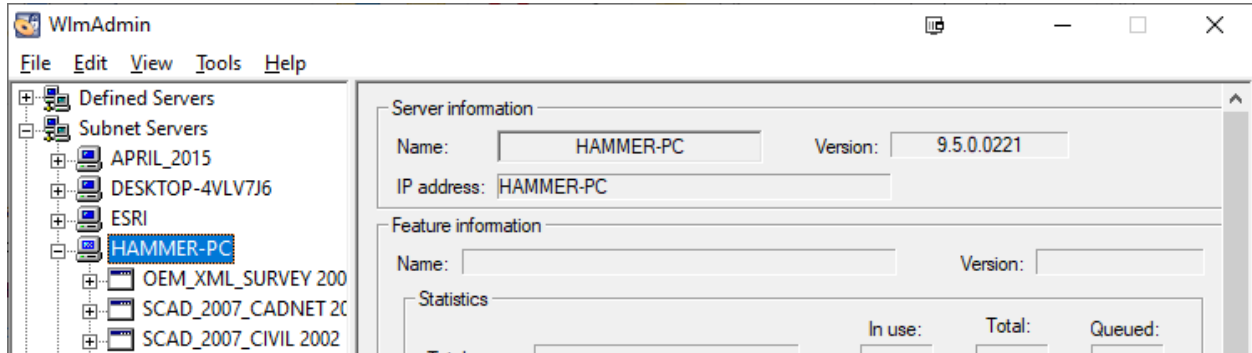 WlmAdmin
File Edit View Tools Help
Defined Servers
Subnet Servers
APRIL_2015
DESKTOP-4VLV7J6
ESRI
HAMMER-PC
OEM_XML_SURVEY 200
SCAD_2007_CADNET 20
SCAD_2007_CIVIL 2002
Server information
Name: HAMMER-PC Version: 9.5.0.0221
IP address: HAMMER-PC
Feature information
Name: Version:
Statistics
In use: Total: Queued: